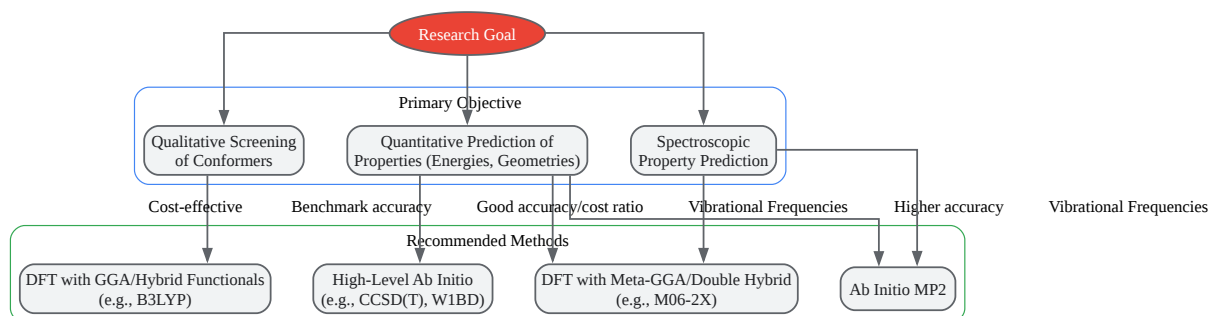 Research Goal
Primary Objective
Qualitative Screening
of Conformers
Quantitative Prediction of
Properties (Energies, Geometries)
Spectroscopic
Property Prediction
Cost-effective
Benchmark accuracy
Good accuracy/cost ratio
Vibrational Frequencies
Higher accuracy
Vibrational Frequencies
Recommended Methods
DFT with GGA/Hybrid Functionals
(e.g., B3LYP)
High-Level Ab Initio
(e.g., CCSD(T), W1BD)
DFT with Meta-GGA/Double Hybrid
(e.g., M06-2X)
Ab Initio MP2